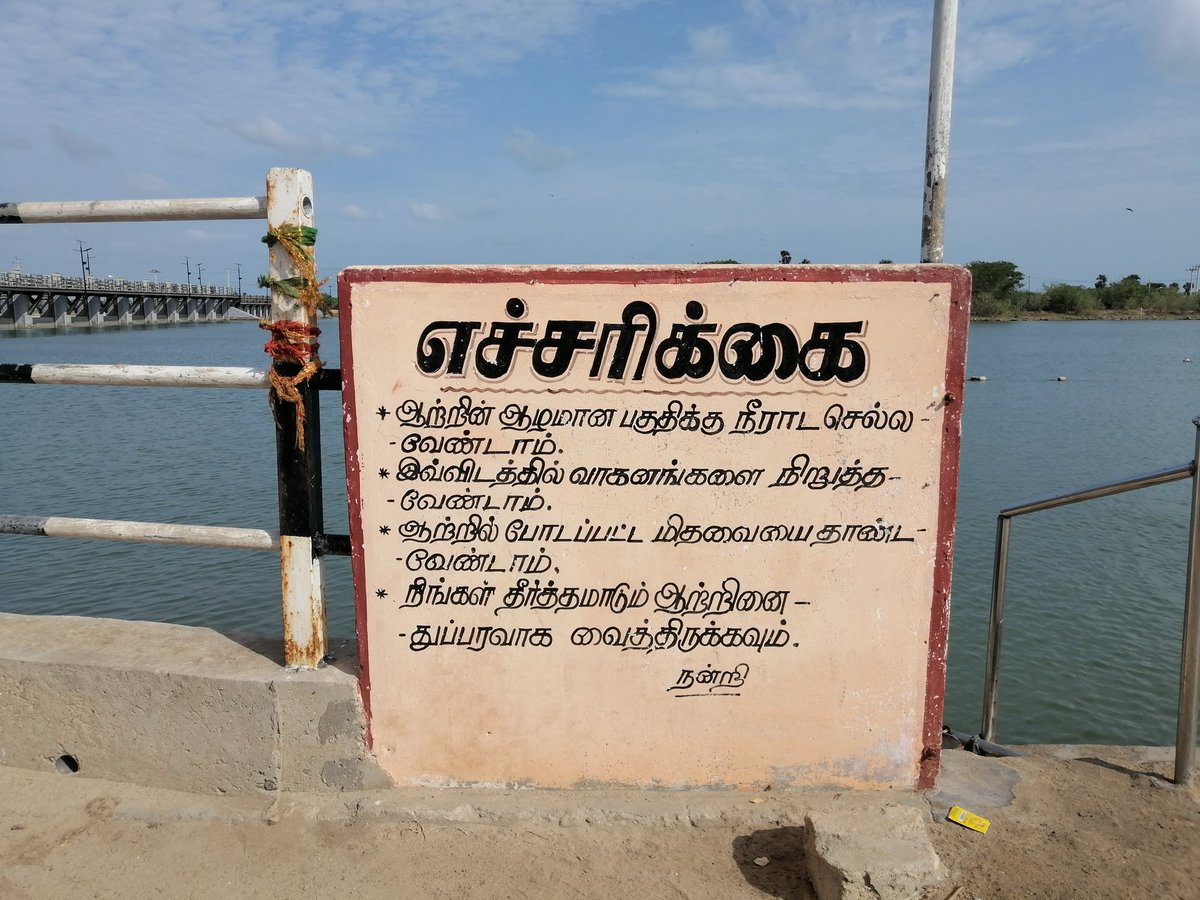 எச்சரிக்கை
* ஆற்றின் ஆழமான பகுதிக்கு நீராட செல்ல -
- வேண்டாம்.
* இவ்விடத்தில் வாகனங்களை நிறுத்த -
- வேண்டாம்.
* ஆற்றில் போடப்பட்ட மிதவையை தாண்ட -
- வேண்டாம்.
* நீங்கள் தீர்த்தமாடும் ஆற்றினை -
- துப்பரவாக வைத்திருக்கவும்.
நன்றி